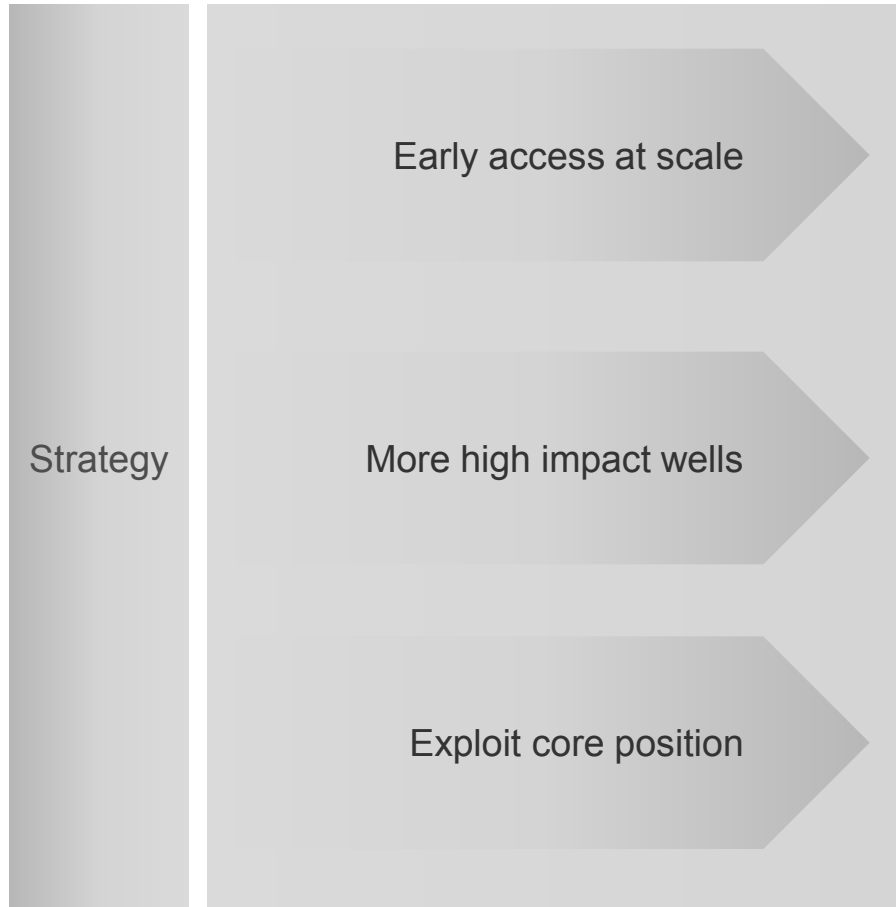 Early access at scale
Strategy
More high impact wells
Exploit core position